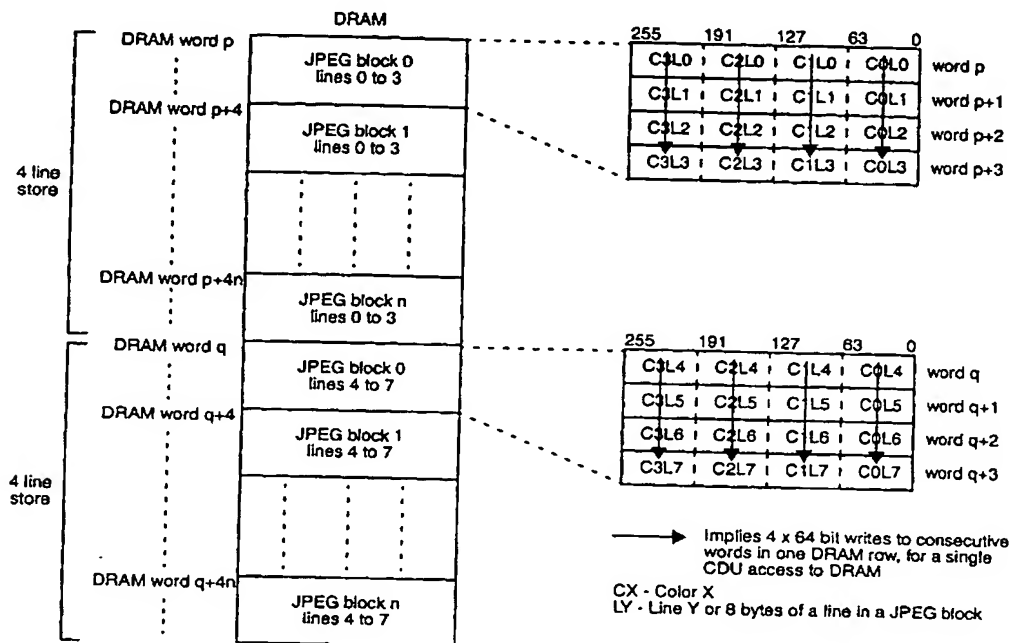 DRAM
DRAM word p
JPEG block 0
lines 0 to 3
DRAM word p+4
JPEG block 1
lines 0 to 3
4 line
store
DRAM word p+4n
JPEG block n
lines 0 to 3
DRAM word q
JPEG block 0
lines 4 to 7
DRAM word q+4
JPEG block 1
lines 4 to 7
4 line
store
DRAM word q+4n
JPEG block n
lines 4 to 7
255 191 127 63 0
C3L0 C2L0 C1L0 C0L0 word p
C3L1 C2L1 C1L1 C0L1 word p+1
C3L2 C2L2 C1L2 C0L2 word p+2
C3L3 C2L3 C1L3 C0L3 word p+3
255 191 127 63 0
C3L4 C2L4 C1L4 C0L4 word q
C3L5 C2L5 C1L5 C0L5 word q+1
C3L6 C2L6 C1L6 C0L6 word q+2
C3L7 C2L7 C1L7 C0L7 word q+3
Implies 4 x 64 bit writes to consecutive
words in one DRAM row, for a single
CDU access to DRAM
CX - Color X
LY - Line Y or 8 bytes of a line in a JPEG block